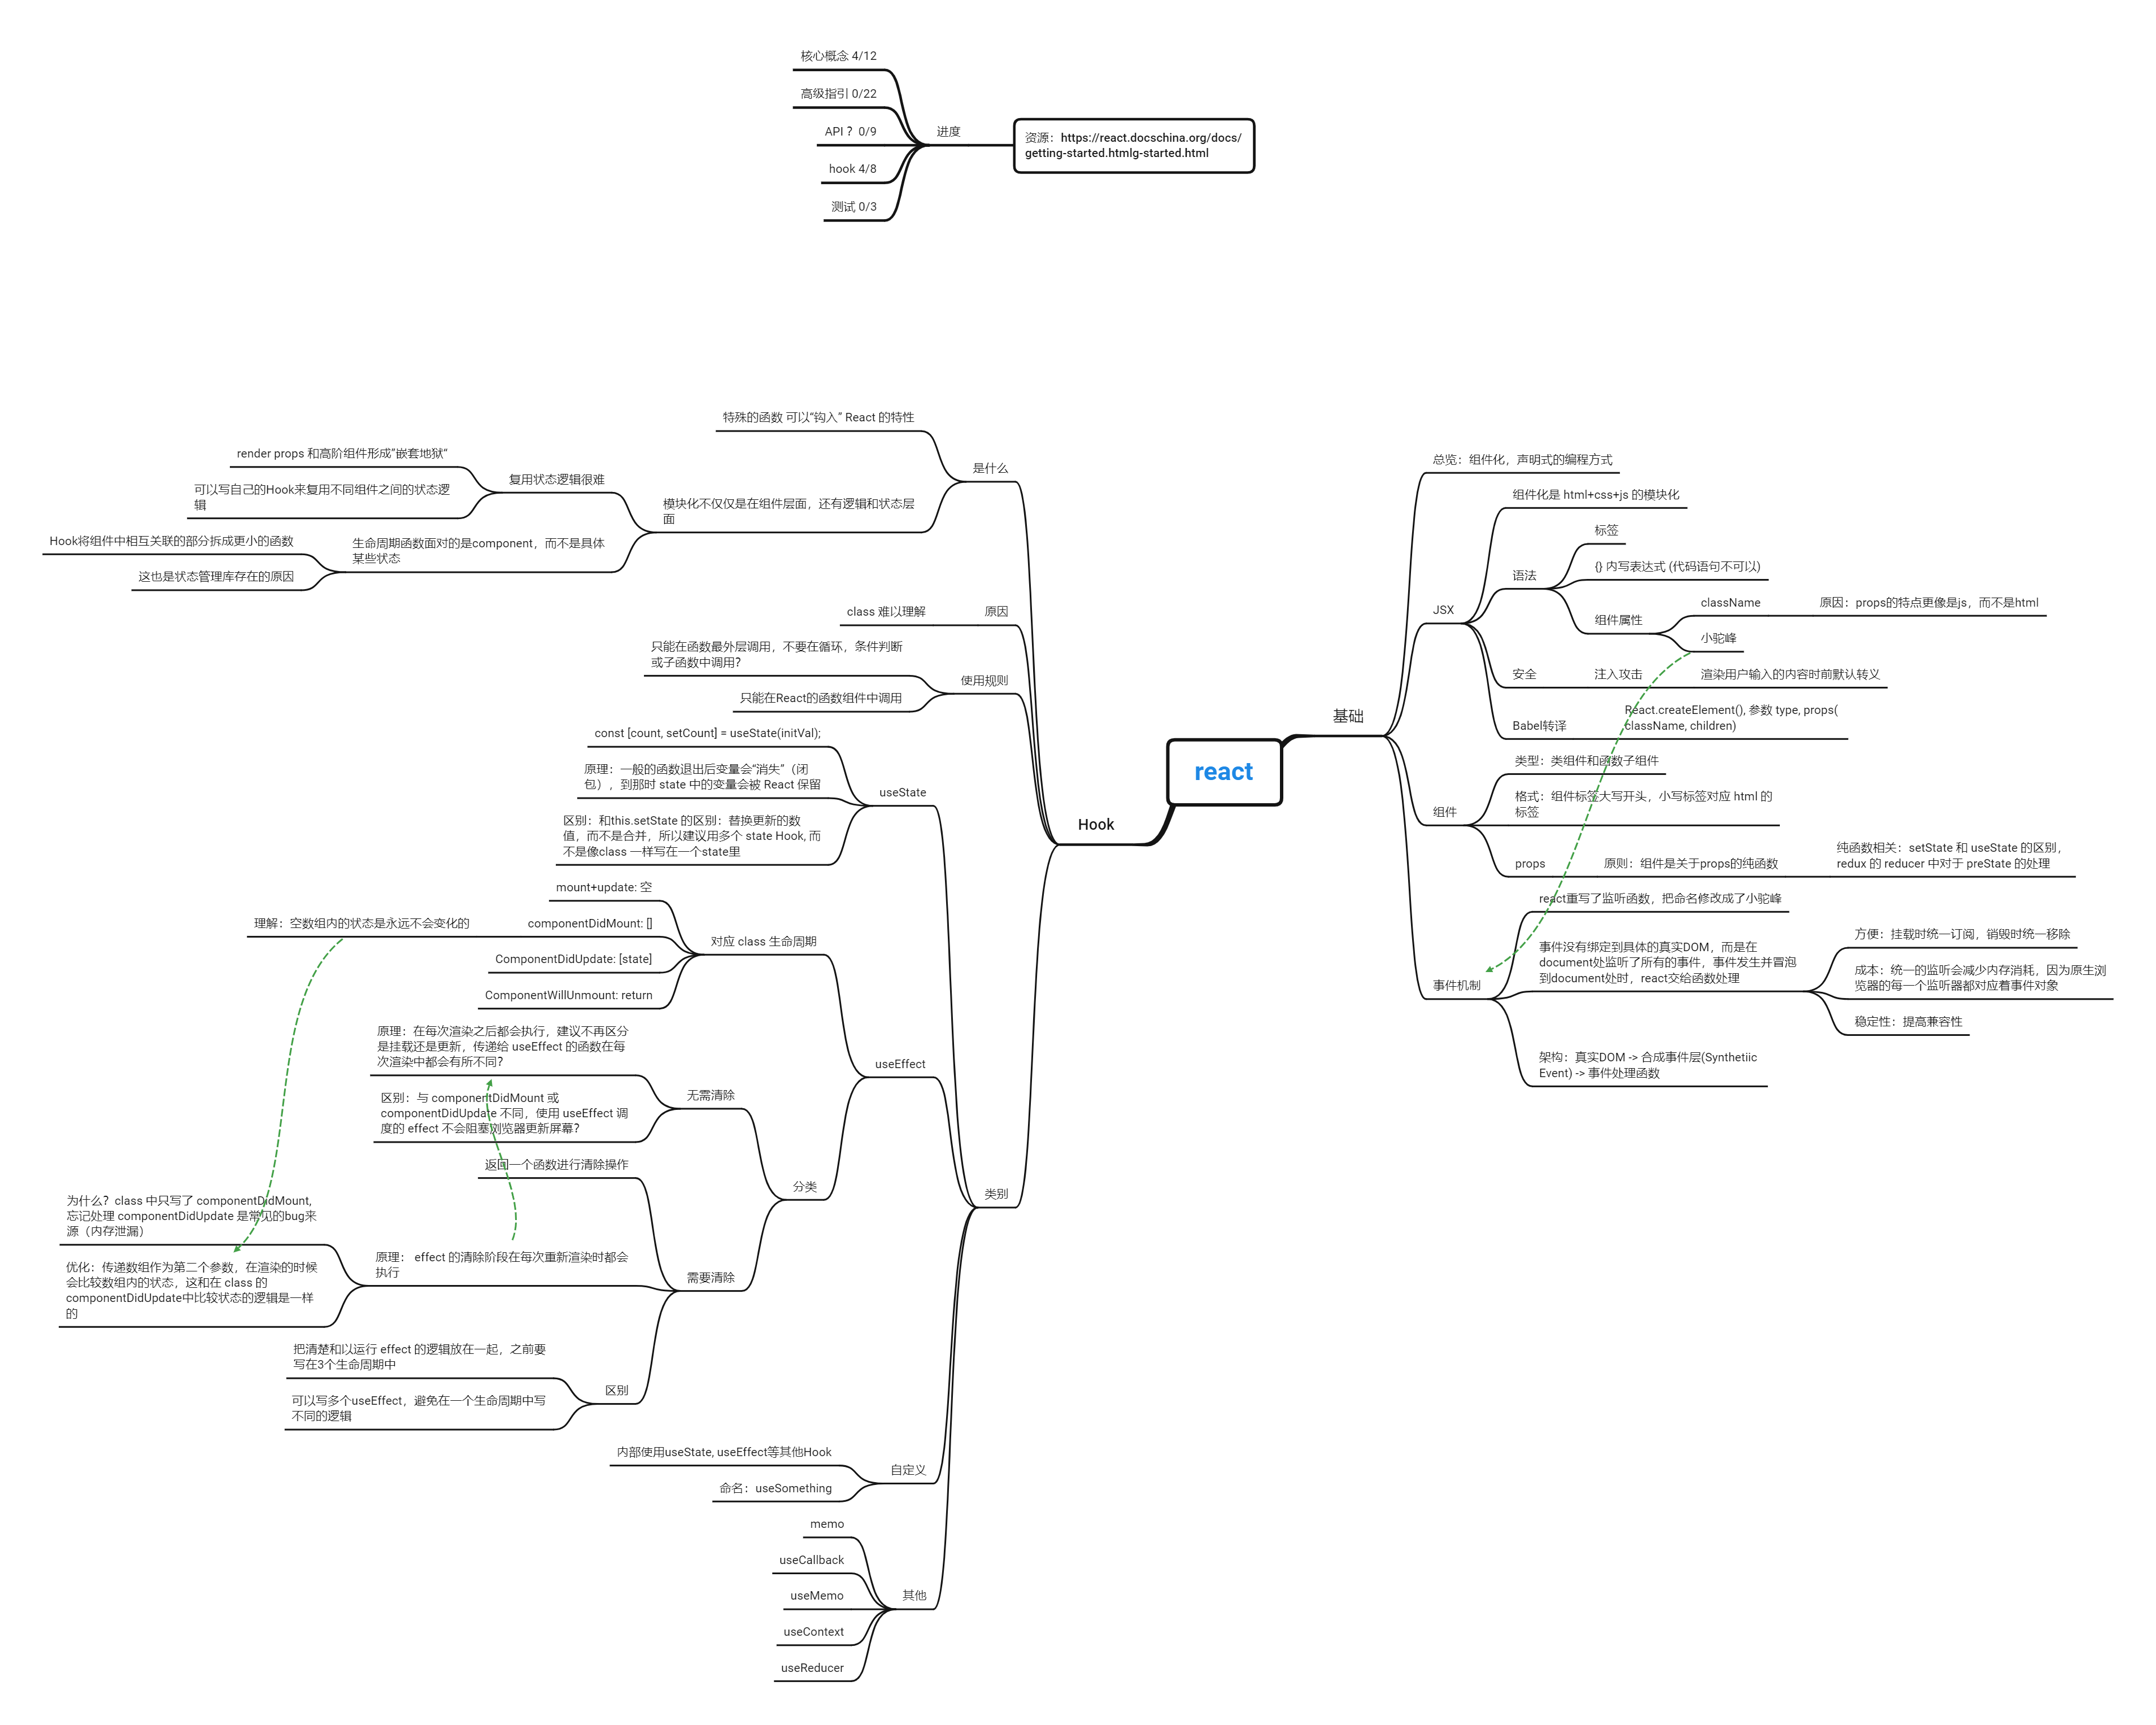 核心概念 4/12
高级指引 0/22
API ？ 0/9
hook 4/8
测试 0/3
进度
资源：https://react.docschina.org/docs/
getting-started.htmlg-started.html
react
Hook
是什么
特殊的函数 可以“钩入” React 的特性
模块化不仅仅是在组件层面，还有逻辑和状态层
面
复用状态逻辑很难
render props 和高阶组件形成“嵌套地狱”
可以写自己的Hook来复用不同组件之间的状态逻
辑
生命周期函数面对的是component，而不是具体
某些状态
Hook将组件中相互关联的部分拆成更小的函数
这也是状态管理库存在的原因
原因
class 难以理解
使用规则
只能在函数最外层调用，不要在循环，条件判断
或子函数中调用？
只能在React的函数组件中调用
类别
useState
const [count, setCount] = useState(initVal);
原理：一般的函数退出后变量会“消失”（闭
包），到那时 state 中的变量会被 React 保留
区别：和this.setState 的区别：替换更新的数
值，而不是合并，所以建议用多个 state Hook, 而
不是像class 一样写在一个state里
useEffect
对应 class 生命周期
mount+update: 空
componentDidMount: []
理解：空数组内的状态是永远不会变化的
ComponentDidUpdate: [state]
ComponentWillUnmount: return
分类
无需清除
原理：在每次渲染之后都会执行，建议不再区分
是挂载还是更新，传递给 useEffect 的函数在每
次渲染中都会有所不同？
区别：与 componentDidMount 或
componentDidUpdate 不同，使用 useEffect 调
度的 effect 不会阻塞浏览器更新屏幕？
需要清除
返回一个函数进行清除操作
原理： effect 的清除阶段在每次重新渲染时都会
执行
为什么？class 中只写了 componentDidMount,
忘记处理 componentDidUpdate 是常见的bug来
源（内存泄漏）
优化：传递数组作为第二个参数，在渲染的时候
会比较数组内的状态，这和在 class 的
componentDidUpdate中比较状态的逻辑是一样
的
区别
把清楚和以运行 effect 的逻辑放在一起，之前要
写在3个生命周期中
可以写多个useEffect，避免在一个生命周期中写
不同的逻辑
自定义
内部使用useState, useEffect等其他Hook
命名：useSomething
其他
memo
useCallback
useMemo
useContext
useReducer
基础
总览：组件化，声明式的编程方式
JSX
组件化是 html+css+js 的模块化
语法
标签
{} 内写表达式 (代码语句不可以)
组件属性
className
原因：props的特点更像是js，而不是html
小驼峰
安全
注入攻击
渲染用户输入的内容时前默认转义
Babel转译
React.createElement(), 参数 type, props(
className, children)
组件
类型：类组件和函数子组件
格式：组件标签大写开头，小写标签对应 html 的
标签
props
原则：组件是关于props的纯函数
纯函数相关：setState 和 useState 的区别，
redux 的 reducer 中对于 preState 的处理
事件机制
react重写了监听函数，把命名修改成了小驼峰
事件没有绑定到具体的真实DOM，而是在
document处监听了所有的事件，事件发生并冒泡
到document处时，react交给函数处理
方便：挂载时统一订阅，销毁时统一移除
成本：统一的监听会减少内存消耗，因为原生浏
览器的每一个监听器都对应着事件对象
稳定性：提高兼容性
架构：真实DOM -> 合成事件层(Synthetiic
Event) -> 事件处理函数